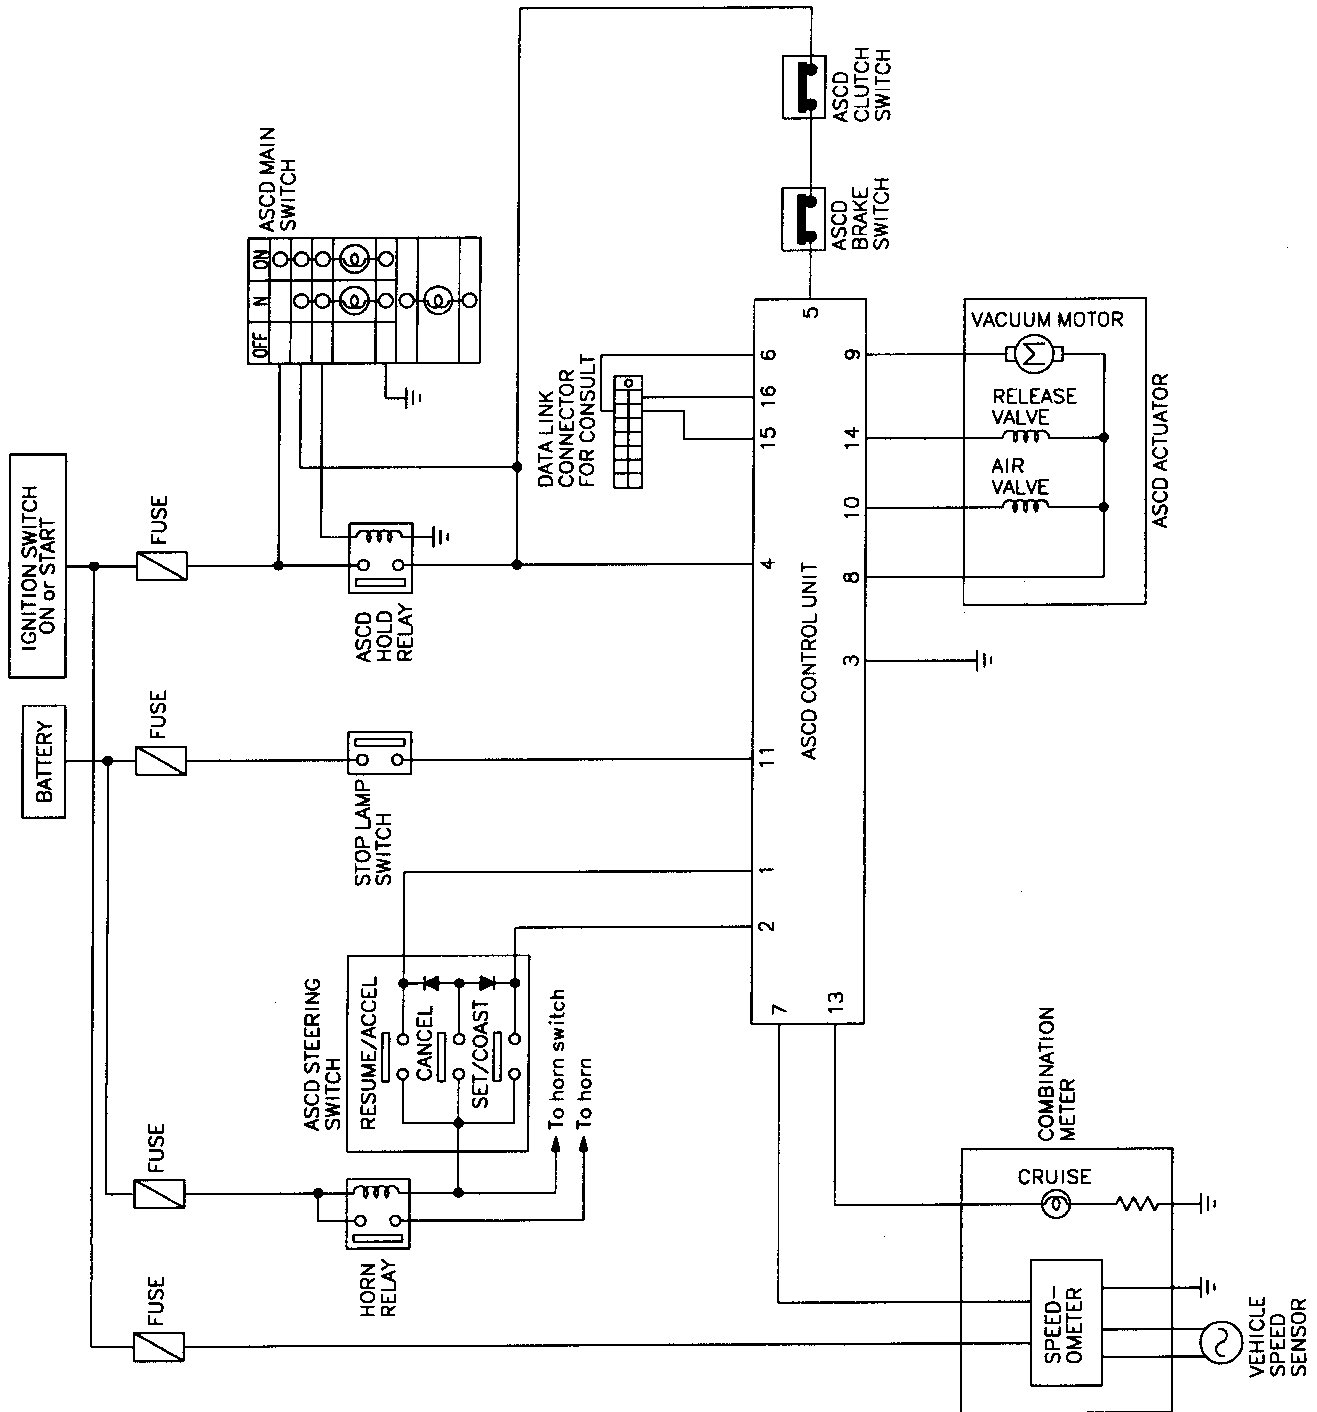 IGNITION SWITCH
ON or START
BATTERY
FUSE
FUSE
FUSE
FUSE
ASCD MAIN
SWITCH
OFF
N
ON
ASCD
HOLD
RELAY
STOP LAMP
SWITCH
ASCD STEERING
SWITCH
RESUME/ACCEL
CANCEL
SET/COAST
To horn switch
To horn
HORN
RELAY
DATA LINK
CONNECTOR
FOR CONSULT
ASCD
CLUTCH
SWITCH
ASCD
BRAKE
SWITCH
5
6
16
15
4
11
1
2
7
13
9
14
10
8
3
ASCD CONTROL UNIT
VACUUM MOTOR
M
RELEASE
VALVE
AIR
VALVE
ASCD ACTUATOR
COMBINATION
METER
CRUISE
SPEED-
OMETER
VEHICLE
SPEED
SENSOR